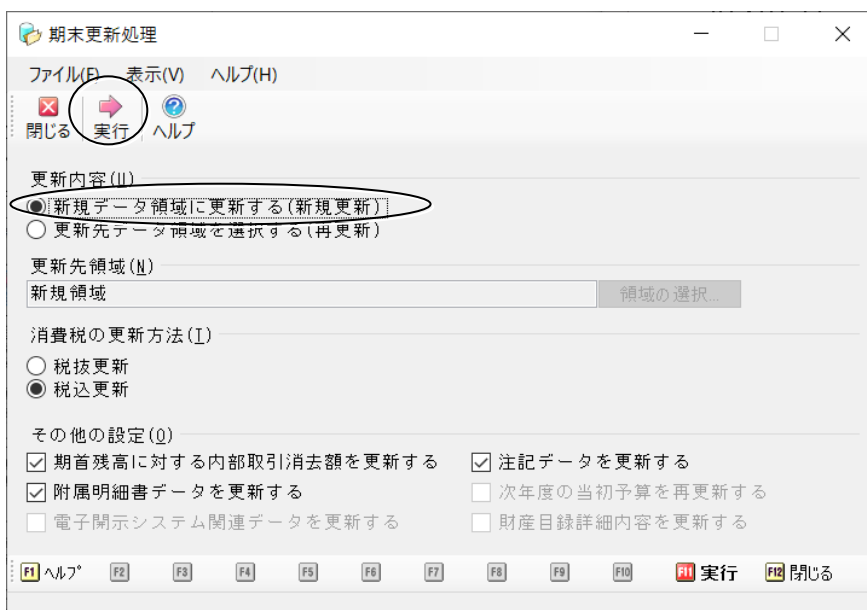 期末更新処理
ファイル(F) 表示(V) ヘルプ(H)
閉じる 実行 ヘルプ
更新内容(U)
新規データ領域に更新する(新規更新)
更新先データ領域を選択する(再更新)
更新先領域(N)
新規領域 領域の選択...
消費税の更新方法(T)
税抜更新
税込更新
その他の設定(O)
期首残高に対する内部取引消去額を更新する 注記データを更新する
附属明細書データを更新する 次年度の当初予算を再更新する
電子開示システム関連データを更新する 財産目録詳細内容を更新する
F1 ヘルプ F2 F3 F4 F5 F6 F7 F8 F9 F10 F11 実行 F12 閉じる